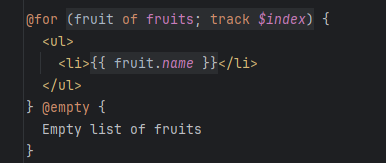 @for (fruit of fruits; track $index) {
<ul>
<li>{{ fruit.name }}</li>
</ul>
} @empty {
Empty list of fruits
}